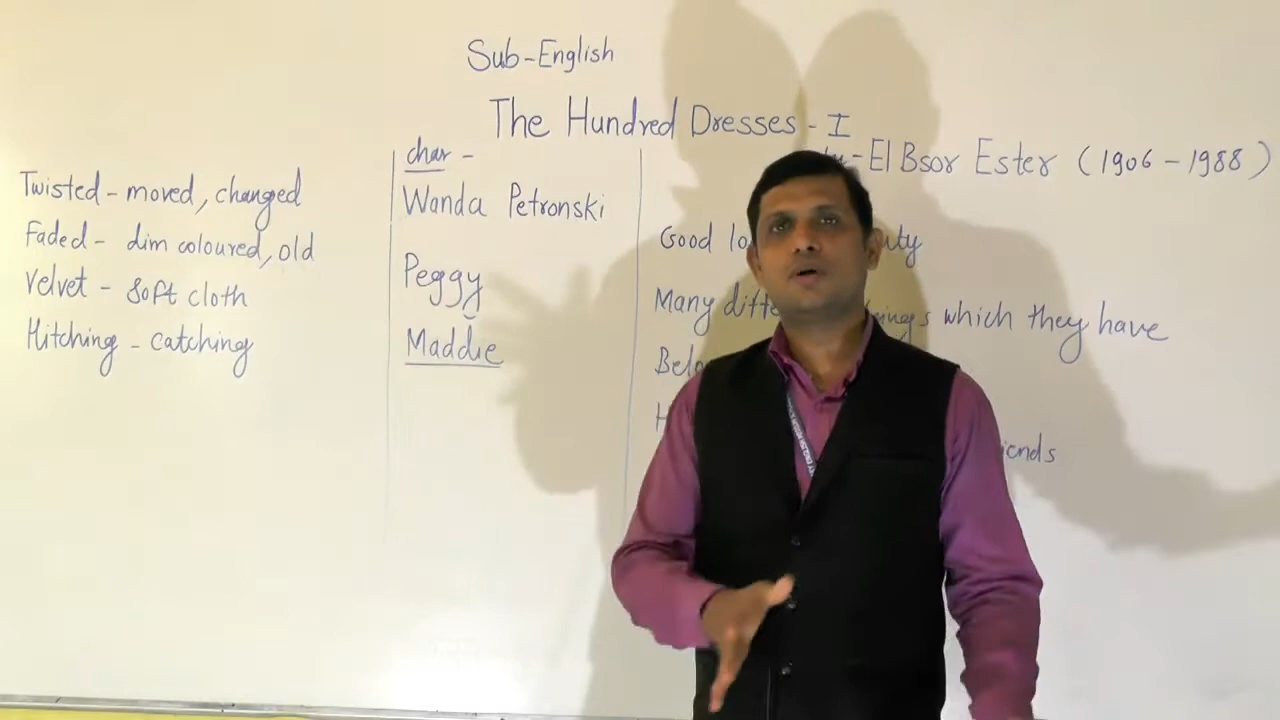 Sub-English
The Hundred Dresses - I
by-El Bsor Ester (1906-1988)
Twisted - moved, changed
Faded - dim coloured, old
Velvet - soft cloth
Hitching - catching
char -
Wanda Petronski
Peggy
Maddie
Good
Many which they have